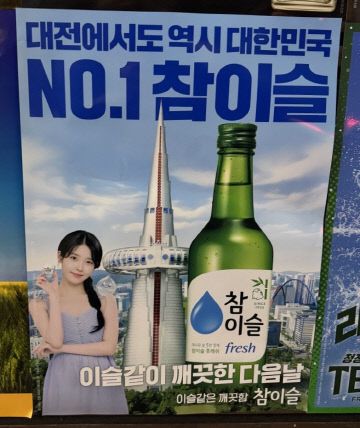 대전에서도 역시 대한민국
NO.1 참이슬
참
이슬
fresh
이슬같이 깨끗한 다음날
이슬같은 깨끗함 참이슬
TE